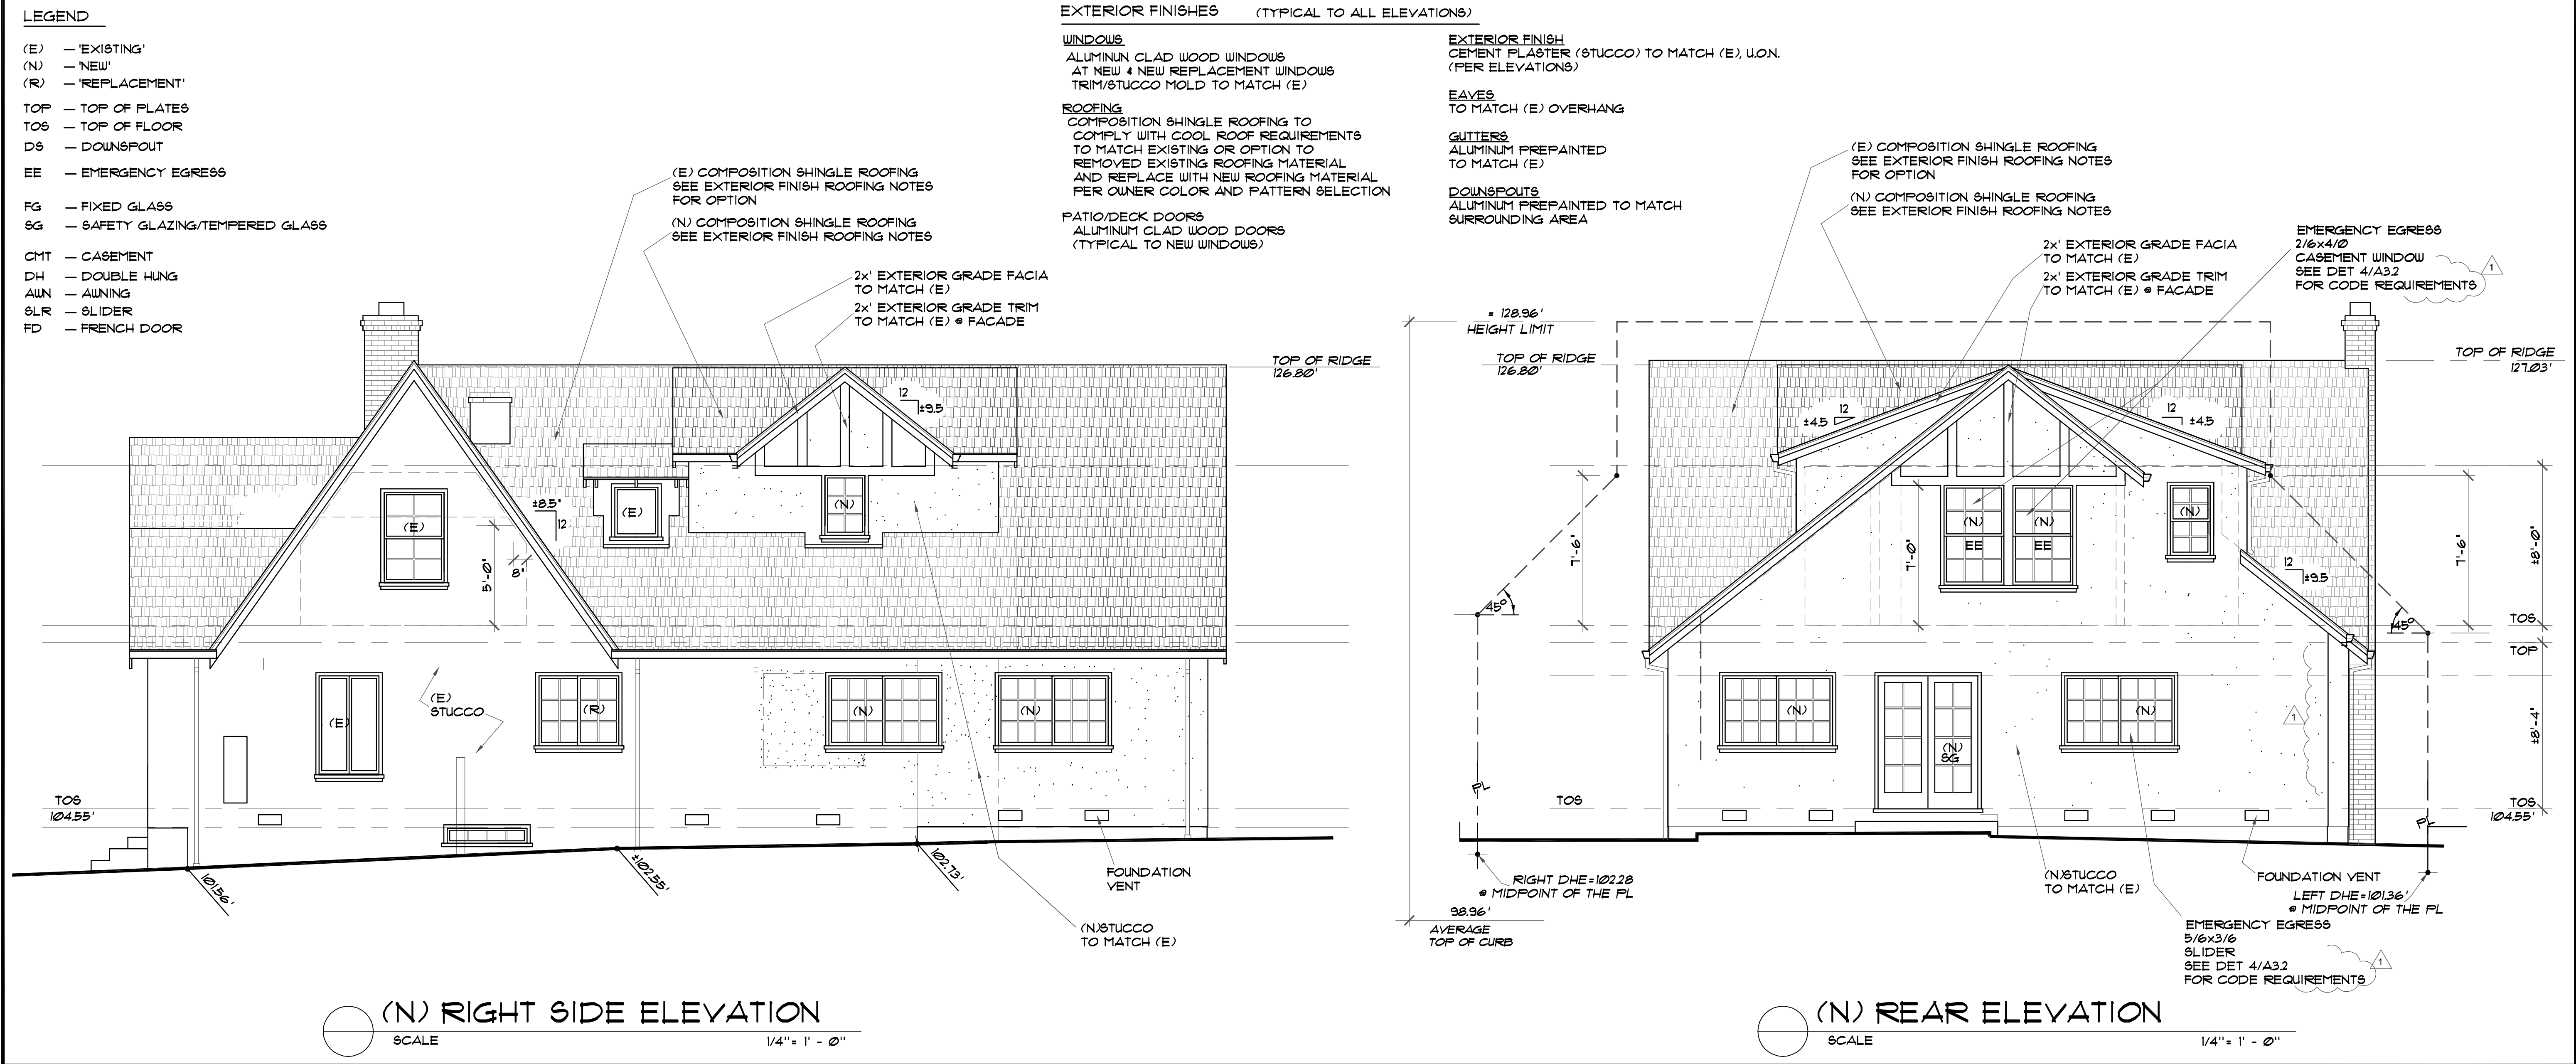 LEGEND
(E) — 'EXISTING'
(N) — 'NEW'
(R) — 'REPLACEMENT'
TOP — TOP OF PLATES
TOS — TOP OF FLOOR
DS — DOWNSPOUT
EE — EMERGENCY EGRESS
FG — FIXED GLASS
SG — SAFETY GLAZING/TEMPERED GLASS
CMT — CASEMENT
DH — DOUBLE HUNG
AWN — AWNING
SLR — SLIDER
FD — FRENCH DOOR
EXTERIOR FINISHES (TYPICAL TO ALL ELEVATIONS)
WINDOWS
ALUMINUN CLAD WOOD WINDOWS
AT NEW & NEW REPLACEMENT WINDOWS
TRIM/STUCCO MOLD TO MATCH (E)
ROOFING
COMPOSITION SHINGLE ROOFING TO
COMPLY WITH COOL ROOF REQUIREMENTS
TO MATCH EXISTING OR OPTION TO
REMOVED EXISTING ROOFING MATERIAL
AND REPLACE WITH NEW ROOFING MATERIAL
PER OWNER COLOR AND PATTERN SELECTION
PATIO/DECK DOORS
ALUMINUM CLAD WOOD DOORS
(TYPICAL TO NEW WINDOWS)
EXTERIOR FINISH
CEMENT PLASTER (STUCCO) TO MATCH (E), U.O.N.
(PER ELEVATIONS)
EAVES
TO MATCH (E) OVERHANG
GUTTERS
ALUMINUM PREPAINTED
TO MATCH (E)
DOWNSPOUTS
ALUMINUM PREPAINTED TO MATCH
SURROUNDING AREA
(E) COMPOSITION SHINGLE ROOFING
SEE EXTERIOR FINISH ROOFING NOTES
FOR OPTION
(N) COMPOSITION SHINGLE ROOFING
SEE EXTERIOR FINISH ROOFING NOTES
2x' EXTERIOR GRADE FACIA
TO MATCH (E)
2x' EXTERIOR GRADE TRIM
TO MATCH (E) @ FACADE
TOP OF RIDGE
126.80'
12
±9.5
±8.5"
12
(E)
(E)
(N)
5'-0"
8"
(E)
(E)
STUCCO
(R)
(N)
(N)
TOS
104.55'
101.56'
±102.55'
102.73'
FOUNDATION
VENT
(N)STUCCO
TO MATCH (E)
(N) RIGHT SIDE ELEVATION
SCALE 1/4"= 1' - 0"
(E) COMPOSITION SHINGLE ROOFING
SEE EXTERIOR FINISH ROOFING NOTES
FOR OPTION
(N) COMPOSITION SHINGLE ROOFING
SEE EXTERIOR FINISH ROOFING NOTES
2x' EXTERIOR GRADE FACIA
TO MATCH (E)
2x' EXTERIOR GRADE TRIM
TO MATCH (E) @ FACADE
EMERGENCY EGRESS
2/6x4/0
CASEMENT WINDOW
SEE DET 4/A3.2
FOR CODE REQUIREMENTS
1
= 128.96'
HEIGHT LIMIT
TOP OF RIDGE
126.80'
TOP OF RIDGE
127.03'
12
±4.5
12
±4.5
7'-6"
7'-0"
(N)
EE
(N)
EE
(N)
12
±9.5
7'-6"
±8'-0"
45°
45°
TOS
TOP
(N)
(N)
SG
(N)
1
±8'-4"
PL
TOS
TOS
104.55'
PL
RIGHT DHE=102.28
@ MIDPOINT OF THE PL
98.96'
AVERAGE
TOP OF CURB
(N)STUCCO
TO MATCH (E)
FOUNDATION VENT
LEFT DHE=101.36'
@ MIDPOINT OF THE PL
EMERGENCY EGRESS
5/6x3/6
SLIDER
SEE DET 4/A3.2
FOR CODE REQUIREMENTS
1
(N) REAR ELEVATION
SCALE 1/4"= 1' - 0"